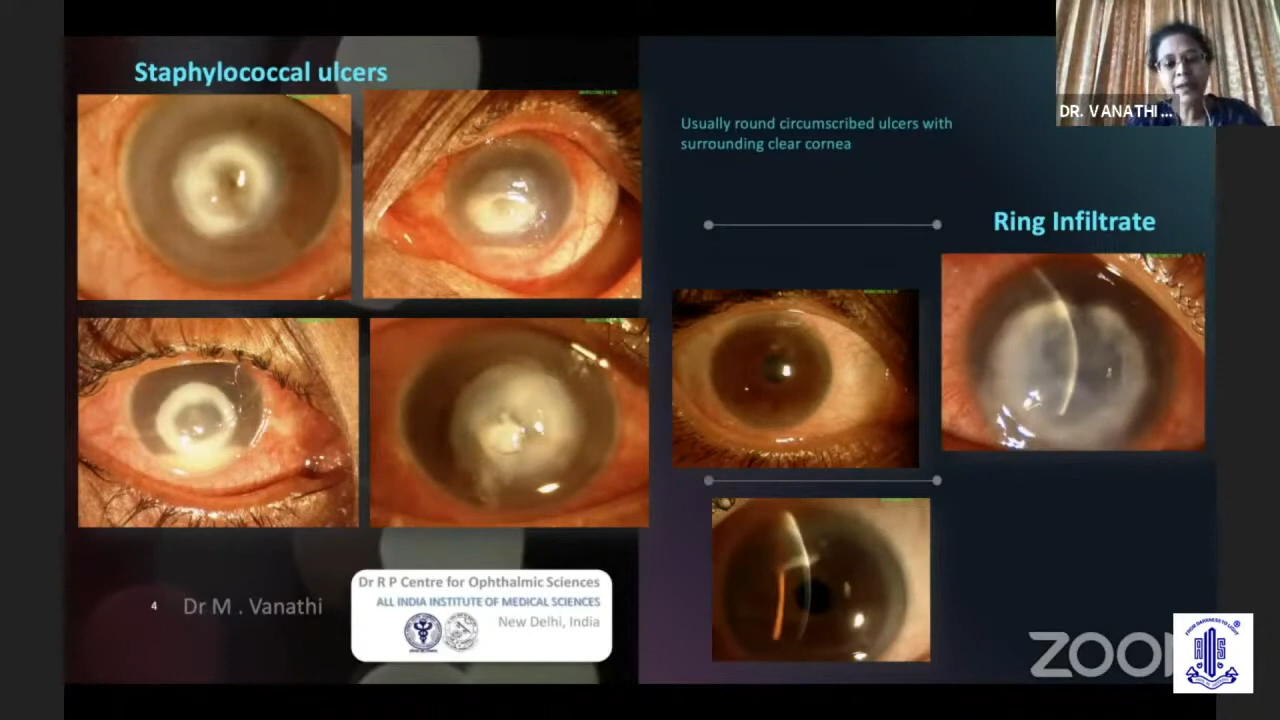 Staphylococcal ulcers
Usually round circumscribed ulcers with
surrounding clear cornea
DR. VANATHI ...
Ring Infiltrate
4
Dr M . Vanathi
Dr R P Centre for Ophthalmic Sciences
ALL INDIA INSTITUTE OF MEDICAL SCIENCES
New Delhi, India
ZOO